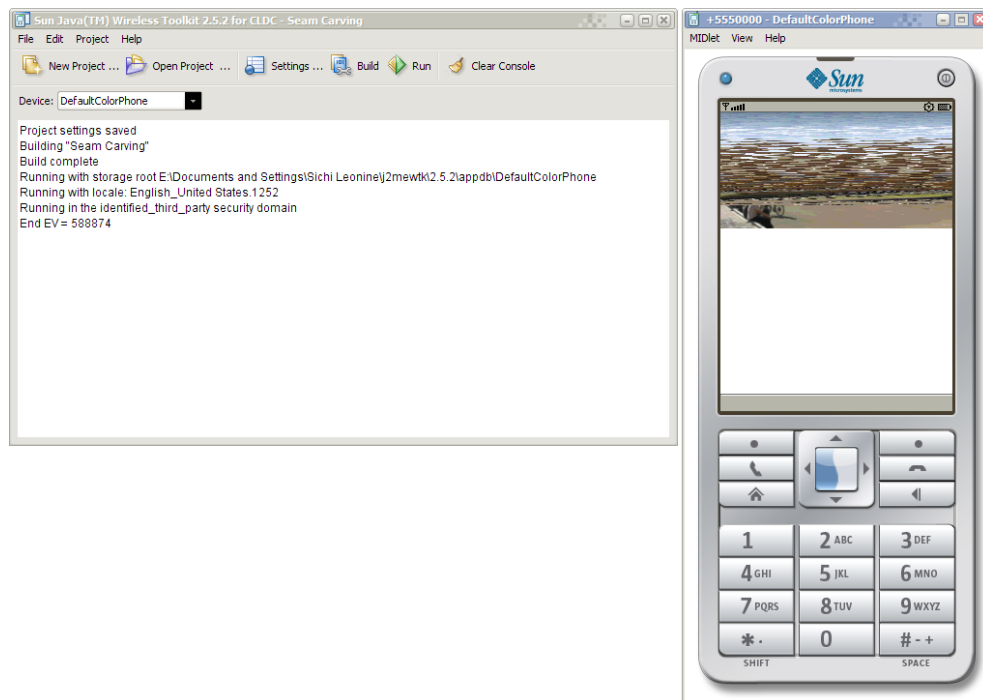 Sun Java(TM) Wireless Toolkit 2.5.2 for CLDC - Seam Carving
File Edit Project Help
New Project ... Open Project ... Settings ... Build Run Clear Console
Device: DefaultColorPhone
Project settings saved
Building "Seam Carving"
Build complete
Running with storage root E:\Documents and Settings\Sichi Leonine\j2mewtk\2.5.2\appdb\DefaultColorPhone
Running with locale: English_United States.1252
Running in the identified_third_party security domain
End EV = 588874
+5550000 - DefaultColorPhone
MIDlet View Help
Sun
microsystems
1 2 ABC 3 DEF
4 GHI 5 JKL 6 MNO
7 PQRS 8 TUV 9 WXYZ
* . 0 # - +
SHIFT SPACE